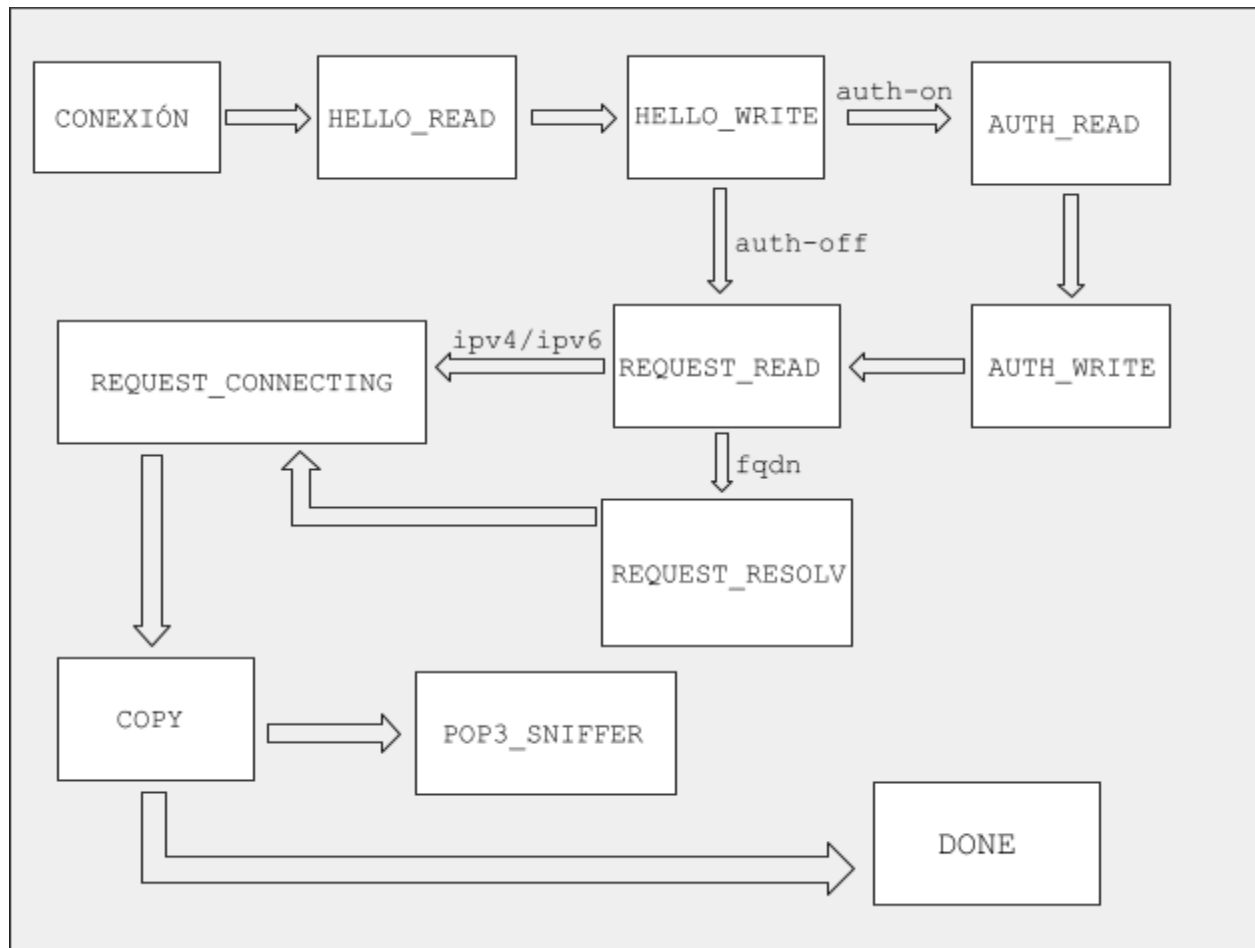 CONEXIÓN
HELLO_READ
HELLO_WRITE
auth-on
AUTH_READ
auth-off
REQUEST_CONNECTING
ipv4/ipv6
REQUEST_READ
AUTH_WRITE
fqdn
REQUEST_RESOLV
COPY
POP3_SNIFFER
DONE